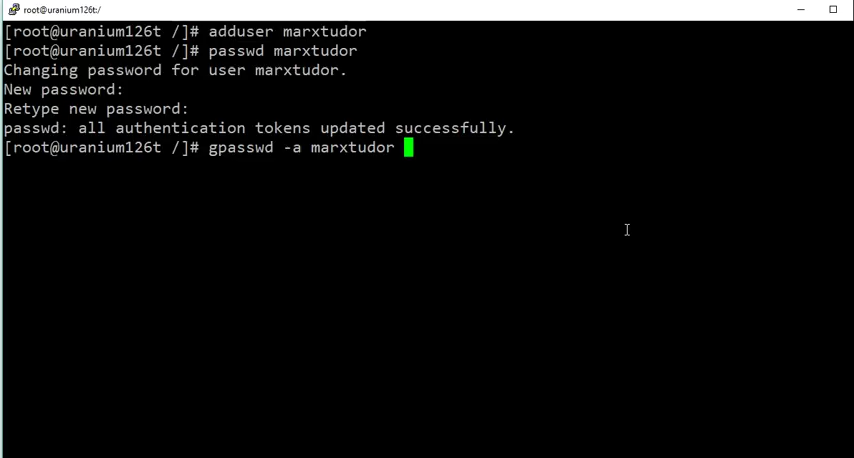 root@uranium126t:/
[root@uranium126t /]# adduser marxtudor
[root@uranium126t /]# passwd marxtudor
Changing password for user marxtudor.
New password:
Retype new password:
passwd: all authentication tokens updated successfully.
[root@uranium126t /]# gpasswd -a marxtudor